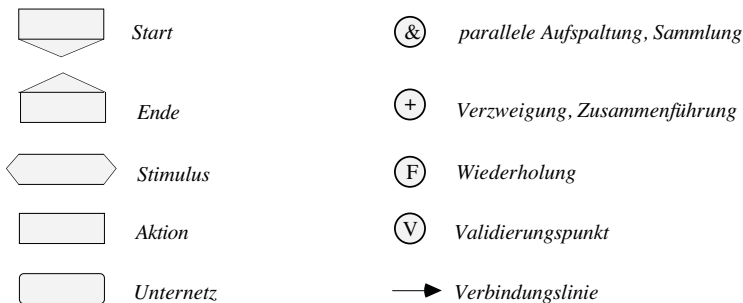 Start
& parallele Aufspaltung, Sammlung
Ende
+ Verzweigung, Zusammenführung
Stimulus
F Wiederholung
Aktion
V Validierungspunkt
Unternetz
Verbindungslinie